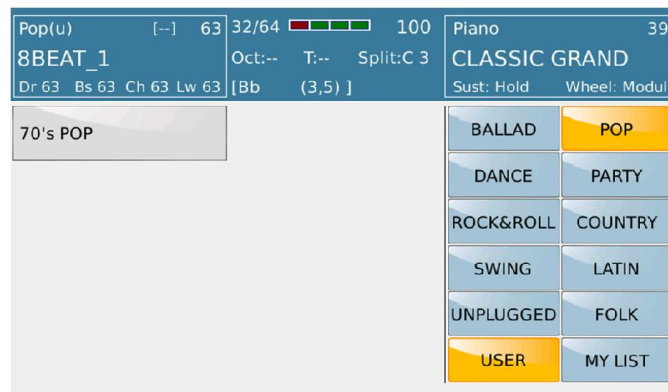 Pop(u) [--] 63
8BEAT_1
Dr 63 Bs 63 Ch 63 Lw 63
32/64 100
Oct:-- T:-- Split:C 3
[Bb (3,5) ]
Piano 39
CLASSIC GRAND
Sust: Hold Wheel: Modul
70's POP
BALLAD POP
DANCE PARTY
ROCK&ROLL COUNTRY
SWING LATIN
UNPLUGGED FOLK
USER MY LIST